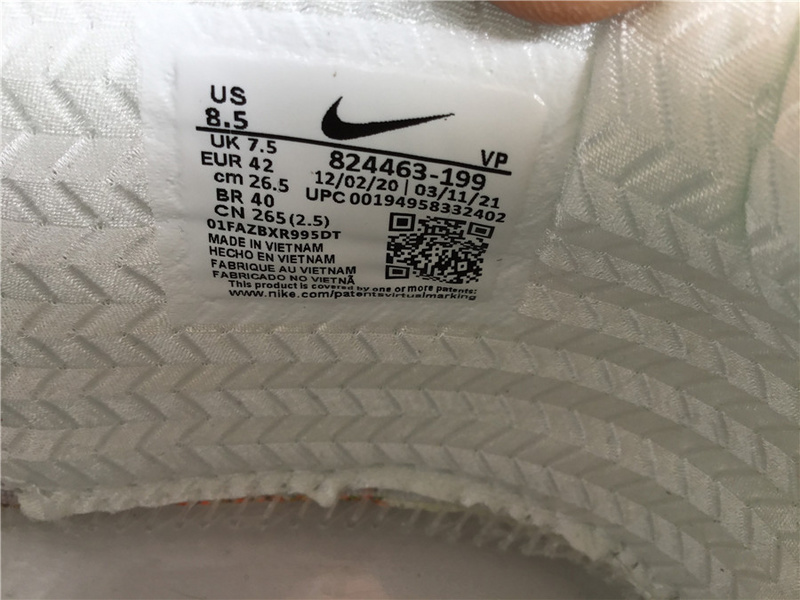 US
8.5
UK 7.5
EUR 42
cm 26.5
BR 40
CN 265(2.5)
01FAZBXR995DT
MADE IN VIETNAM
HECHO EN VIETNAM
FABRIQUE AU VIETNAM
FABRICADO NO VIETNÃ
VP
824463-199
12/02/20 | 03/11/21
UPC 00194958332402
This product is covered by one or more patents:
www.nike.com/patentsvirtualmarking